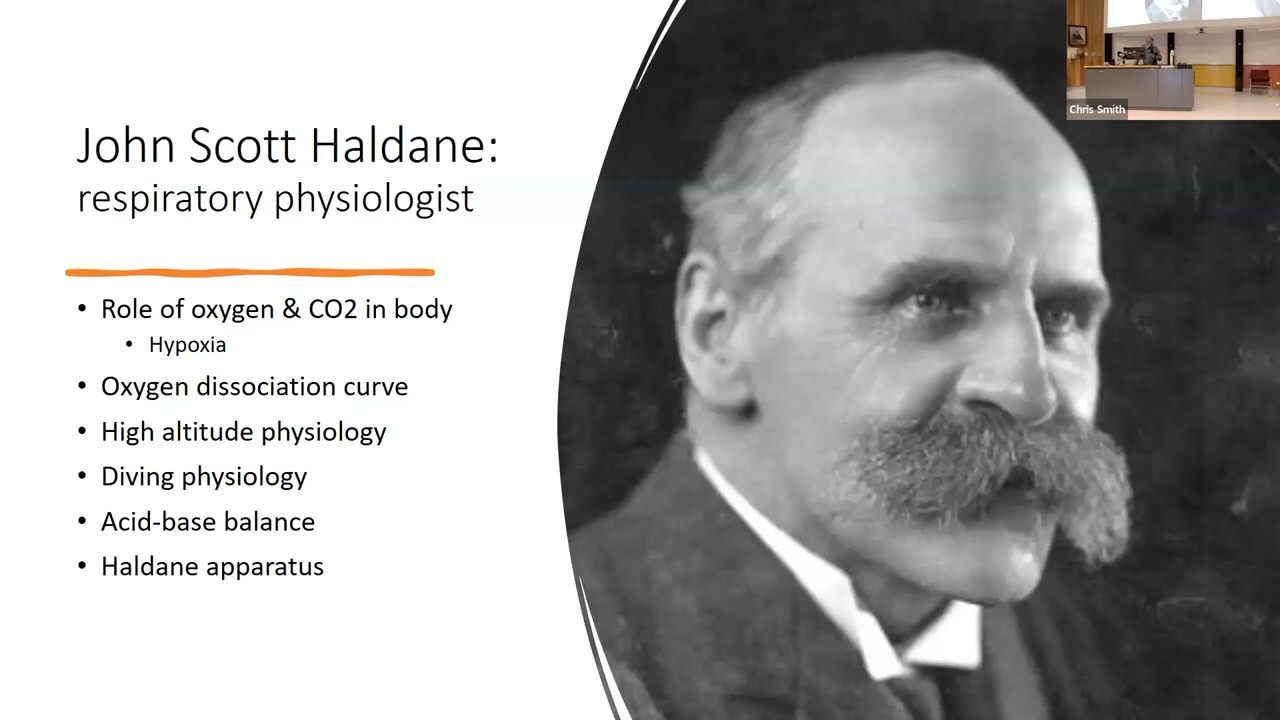 John Scott Haldane:
respiratory physiologist
• Role of oxygen & CO2 in body
• Hypoxia
• Oxygen dissociation curve
• High altitude physiology
• Diving physiology
• Acid-base balance
• Haldane apparatus
Chris Smith